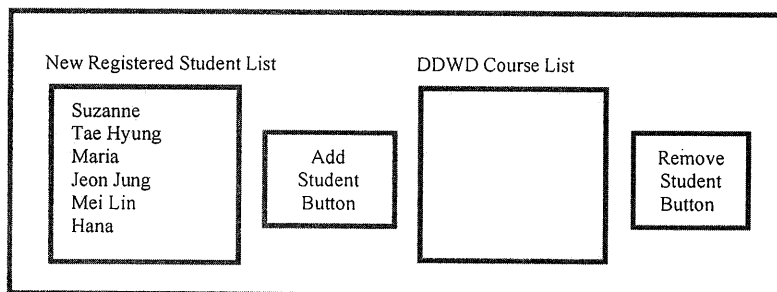 New Registered Student List
DDWD Course List
Suzanne
Tae Hyung
Maria
Jeon Jung
Mei Lin
Hana
Add
Student
Button
Remove
Student
Button